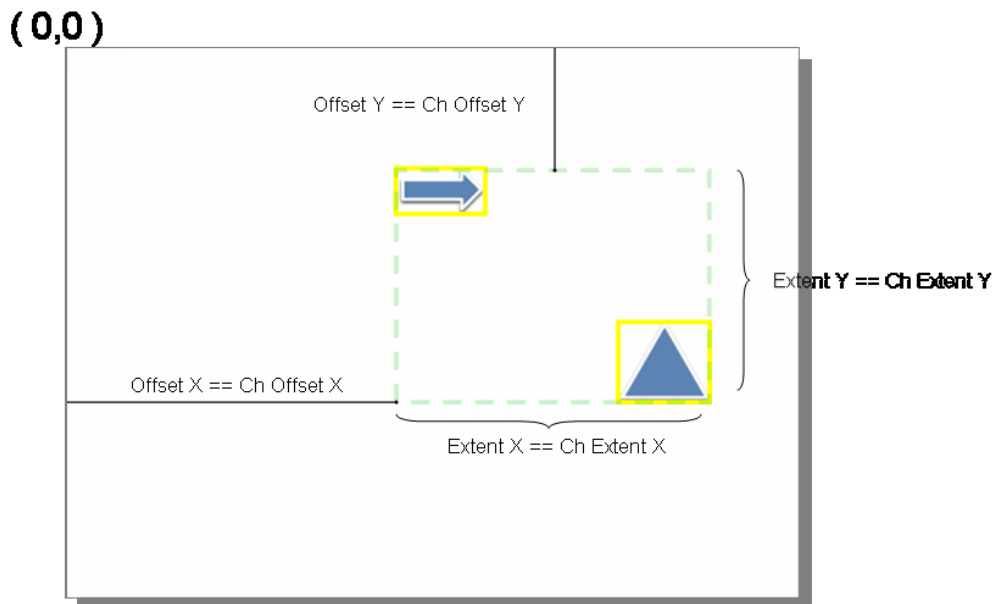 ( 0,0 )
Offset Y == Ch Offset Y
Extent Y == Ch Extent Y
Offset X == Ch Offset X
Extent X == Ch Extent X